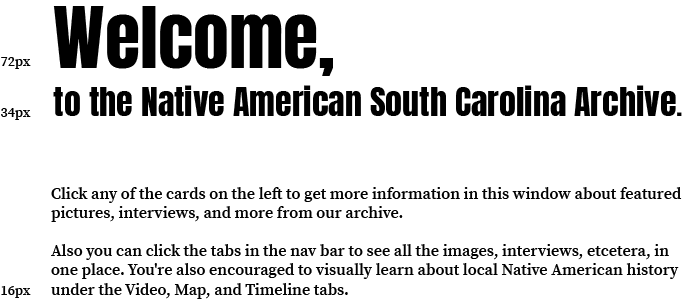 Welcome,
72px
to the Native American South Carolina Archive.
34px
Click any of the cards on the left to get more information in this window about featured
pictures, interviews, and more from our archive.
Also you can click the tabs in the nav bar to see all the images, interviews, etcetera, in
one place. You're also encouraged to visually learn about local Native American history
16px under the Video, Map, and Timeline tabs.